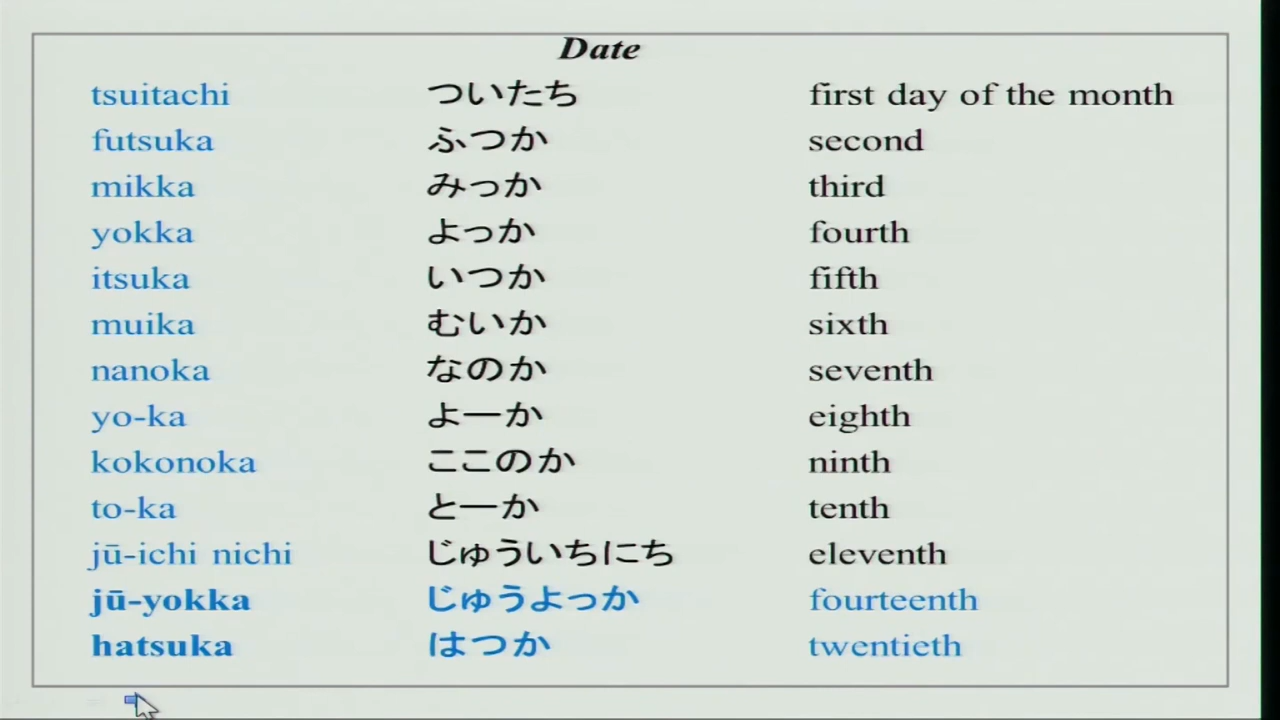 Date
tsuitachi ついたち first day of the month
futsuka ふつか second
mikka みっか third
yokka よっか fourth
itsuka いつか fifth
muika むいか sixth
nanoka なのか seventh
yo-ka よーか eighth
kokonoka ここのか ninth
to-ka とーか tenth
jū-ichi nichi じゅういちにち eleventh
jū-yokka じゅうよっか fourteenth
hatsuka はつか twentieth